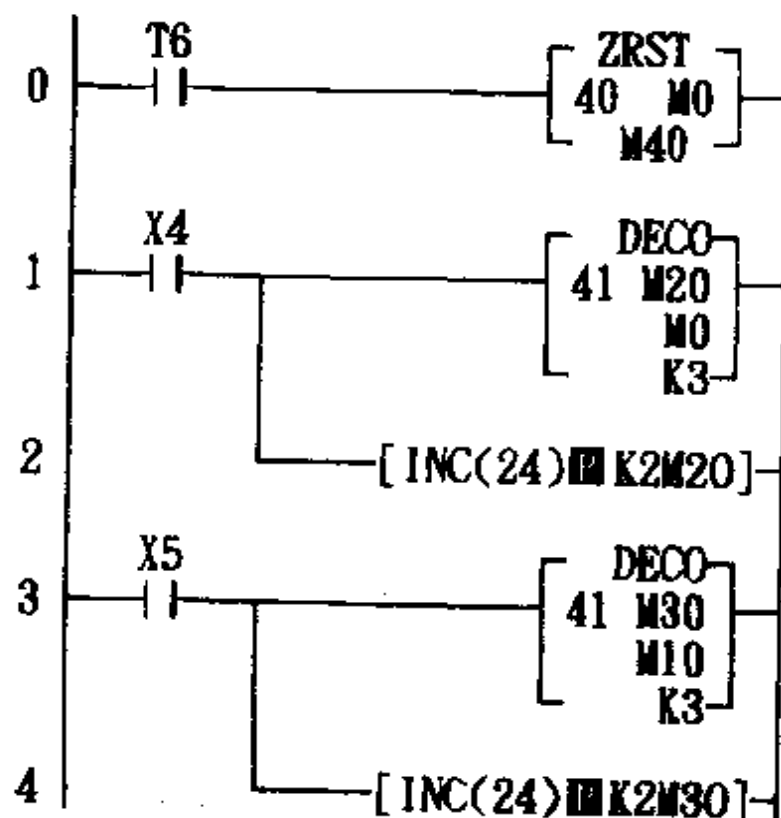 T6
0
ZRST
40 M0
M40
X4
1
DECO
41 M20
M0
K3
2
[INC(24)P K2M20]
X5
3
DECO
41 M30
M10
K3
4
[INC(24)P K2M30]